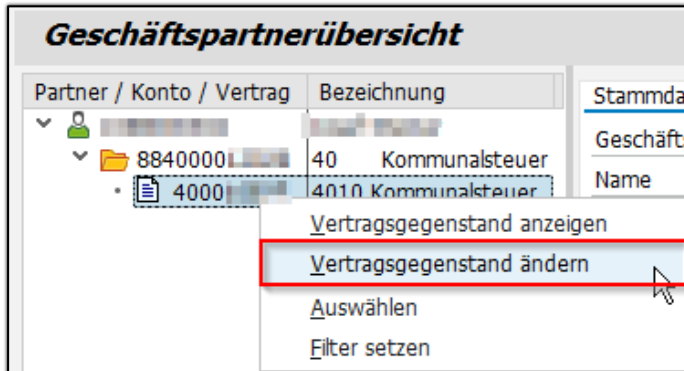 Geschäftspartnerübersicht
Partner / Konto / Vertrag Bezeichnung Stammda
Geschäfts
8840000 40 Kommunalsteuer
Name
4000 4010 Kommunalsteuer
Vertragsgegenstand anzeigen
Vertragsgegenstand ändern
Auswählen
Filter setzen